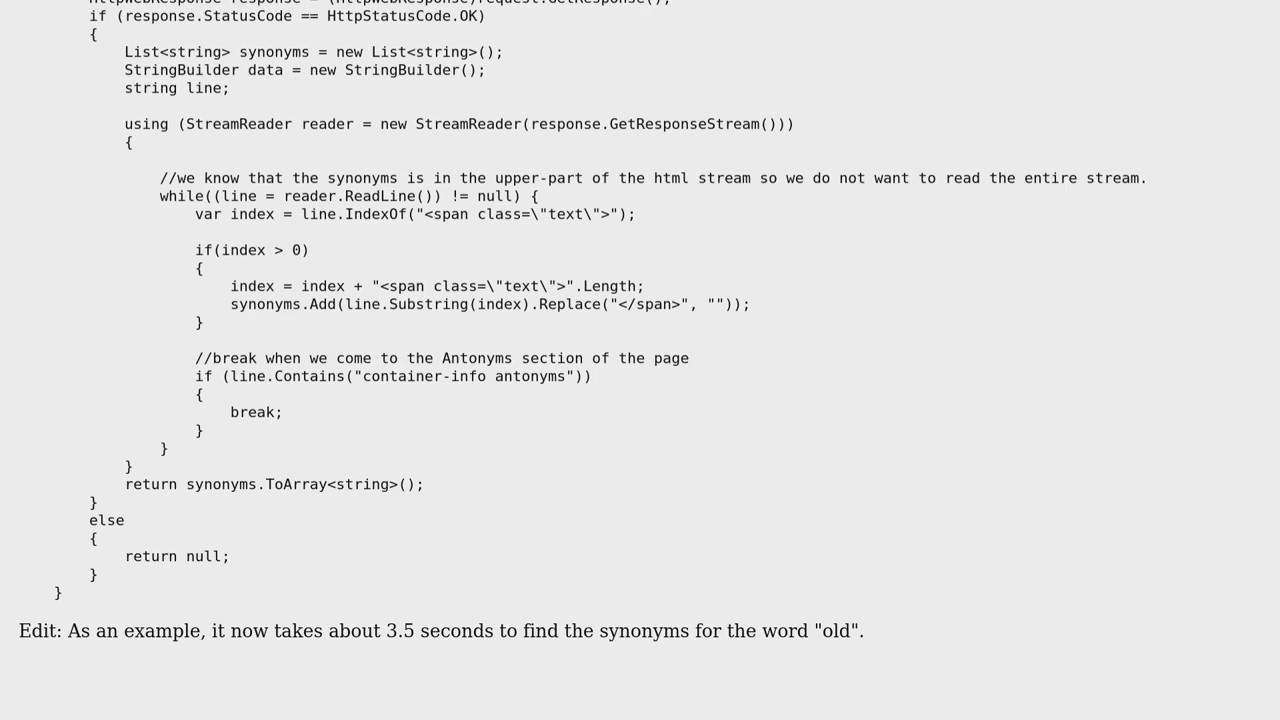 HttpWebResponse response = (HttpWebResponse)request.GetResponse();
if (response.StatusCode == HttpStatusCode.OK)
{
List<string> synonyms = new List<string>();
StringBuilder data = new StringBuilder();
string line;
using (StreamReader reader = new StreamReader(response.GetResponseStream()))
{
//we know that the synonyms is in the upper-part of the html stream so we do not want to read the entire stream.
while((line = reader.ReadLine()) != null) {
var index = line.IndexOf("<span class=\"text\">");
if(index > 0)
{
index = index + "<span class=\"text\">".Length;
synonyms.Add(line.Substring(index).Replace("</span>", ""));
}
//break when we come to the Antonyms section of the page
if (line.Contains("container-info antonyms"))
{
break;
}
}
}
return synonyms.ToArray<string>();
}
else
{
return null;
}
}
Edit: As an example, it now takes about 3.5 seconds to find the synonyms for the word "old".